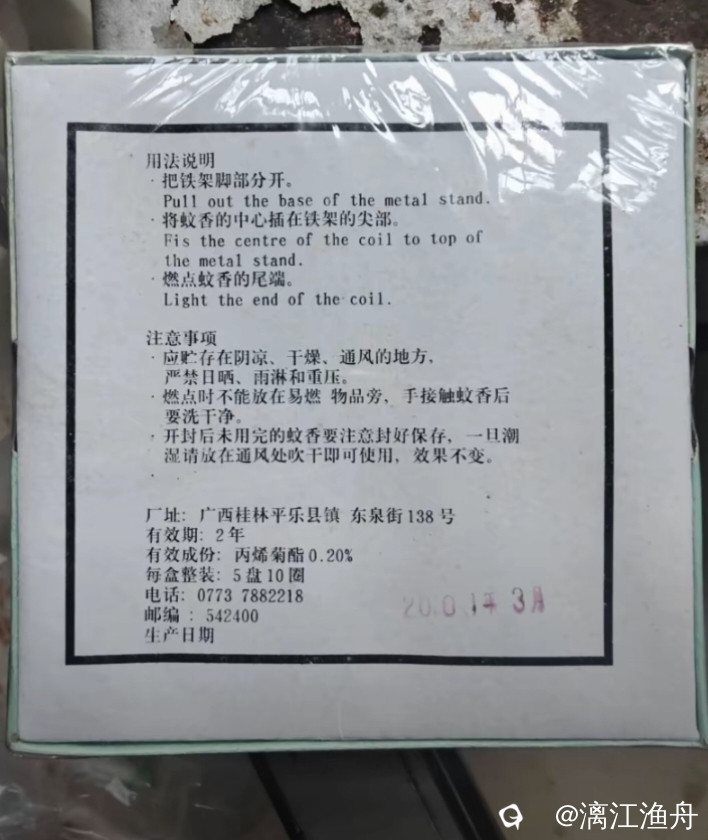 用法说明
· 把铁架脚部分开。
Pull out the base of the metal stand.
· 将蚊香的中心插在铁架的尖部。
Fis the centre of the coil to top of
the metal stand.
· 燃点蚊香的尾端。
Light the end of the coil.
注意事项
· 应贮存在阴凉、干燥、通风的地方，
严禁日晒、雨淋和重压。
· 燃点时不能放在易燃 物品旁，手接触蚊香后
要洗干净。
· 开封后未用完的蚊香要注意封好保存，一旦潮
湿请放在通风处吹干即可使用，效果不变。
厂址: 广西桂林平乐县镇 东泉街138号
有效期: 2年
有效成份: 丙烯菊酯0.20%
每盒整装: 5盘10圈
电话: 0773 7882218
邮编 : 542400
生产日期
年 3月
@漓江渔舟